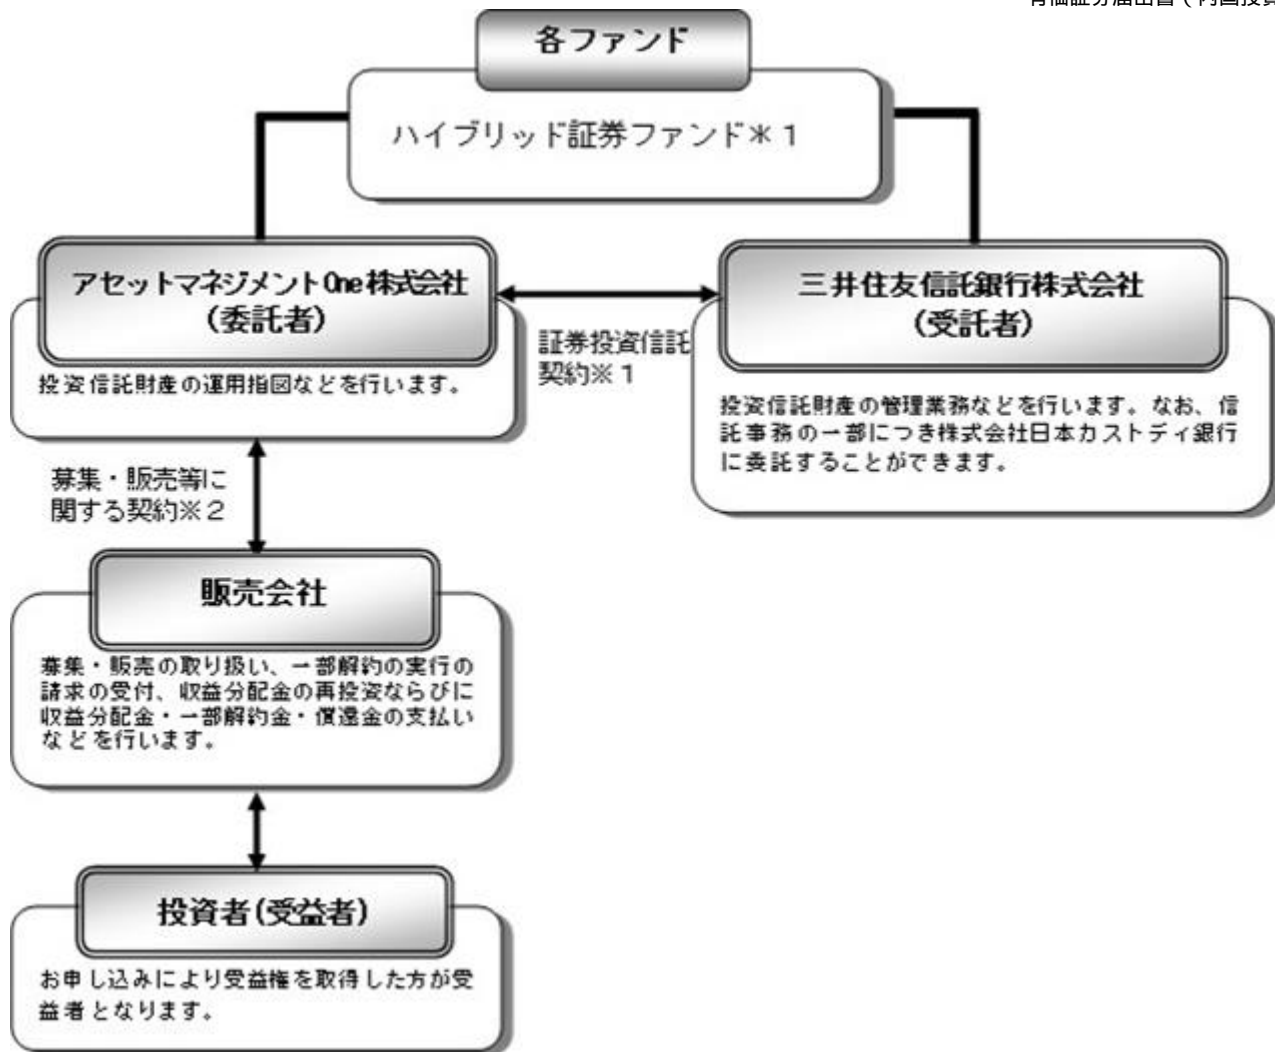 各ファンド
ハイブリッド証券ファンド＊１
アセットマネジメントOne株式会社
（委託者）
投資信託財産の運用指図などを行います。
証券投資信託
契約※１
三井住友信託銀行株式会社
（受託者）
投資信託財産の管理業務などを行います。なお、信
託事務の一部につき株式会社日本カストディ銀行
に委託することができます。
募集・販売等に
関する契約※２
販売会社
募集・販売の取り扱い、一部解約の実行の
請求の受付、収益分配金の再投資ならびに
収益分配金・一部解約金・償還金の支払い
などを行います。
投資者(受益者)
お申し込みにより受益権を取得した方が受
益者となります。